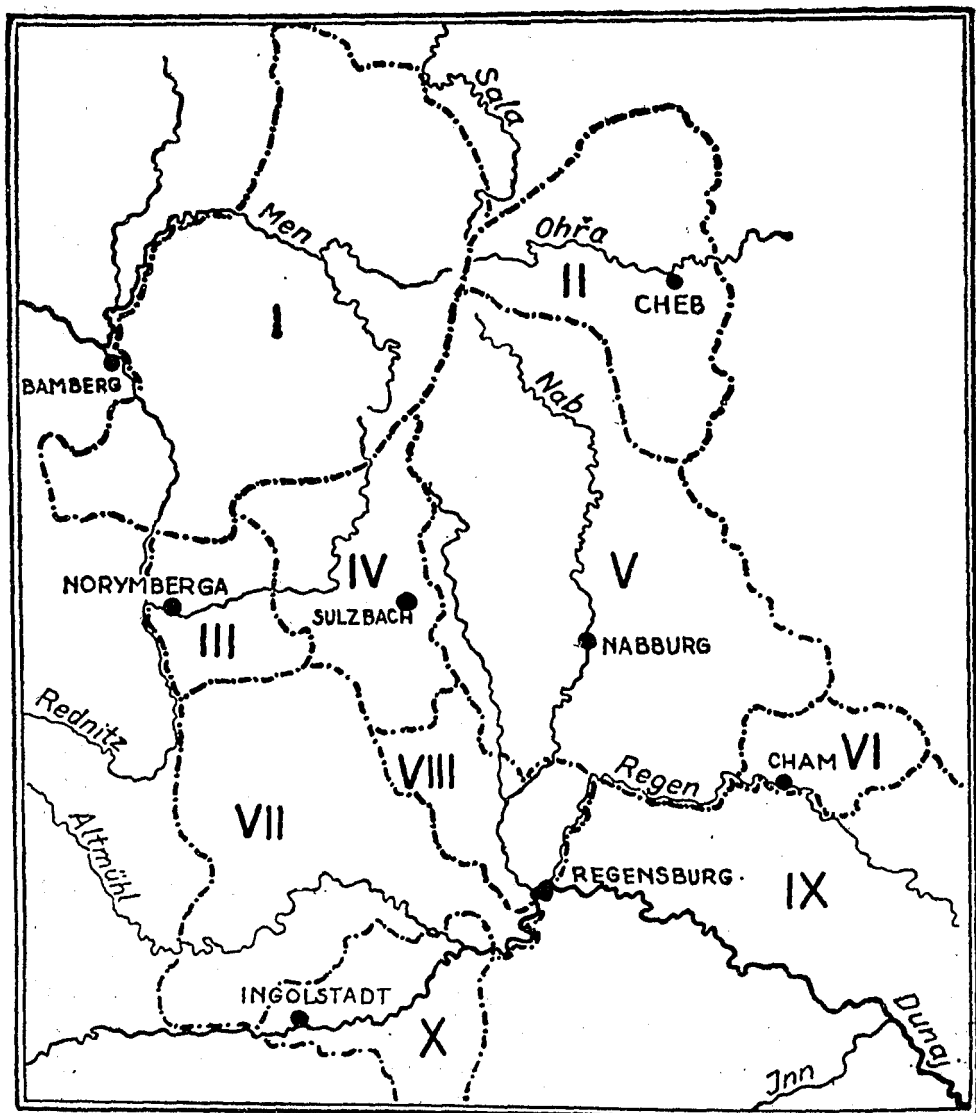 Sala
Men
Ohřa
II
CHEB
I
BAMBERG
Nab
NORYMBERGA
IV
SULZBACH
V
III
NABBURG
Rednitz
Regen
CHAM
VI
VIII
VII
Altmühl
REGENSBURG
IX
INGOLSTADT
X
Dunaj
Inn